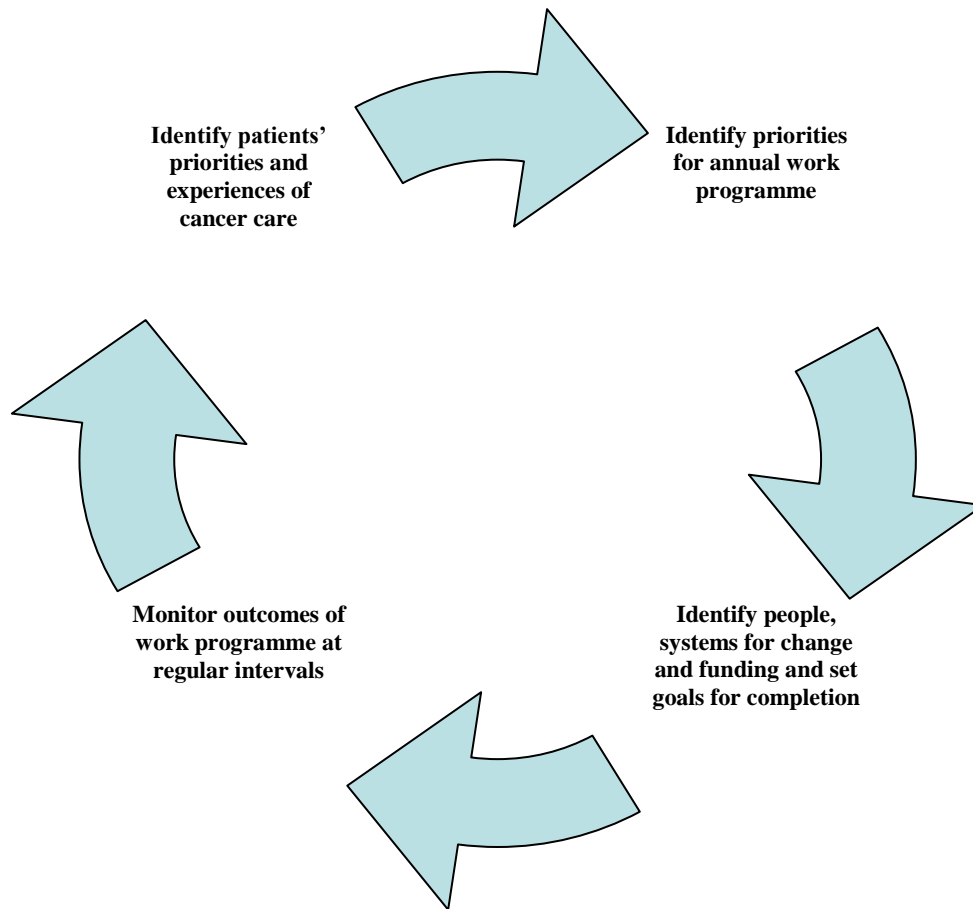 Identify patients’
priorities and
experiences of
cancer care
Identify priorities
for annual work
programme
Identify people,
systems for change
and funding and set
goals for completion
Monitor outcomes of
work programme at
regular intervals